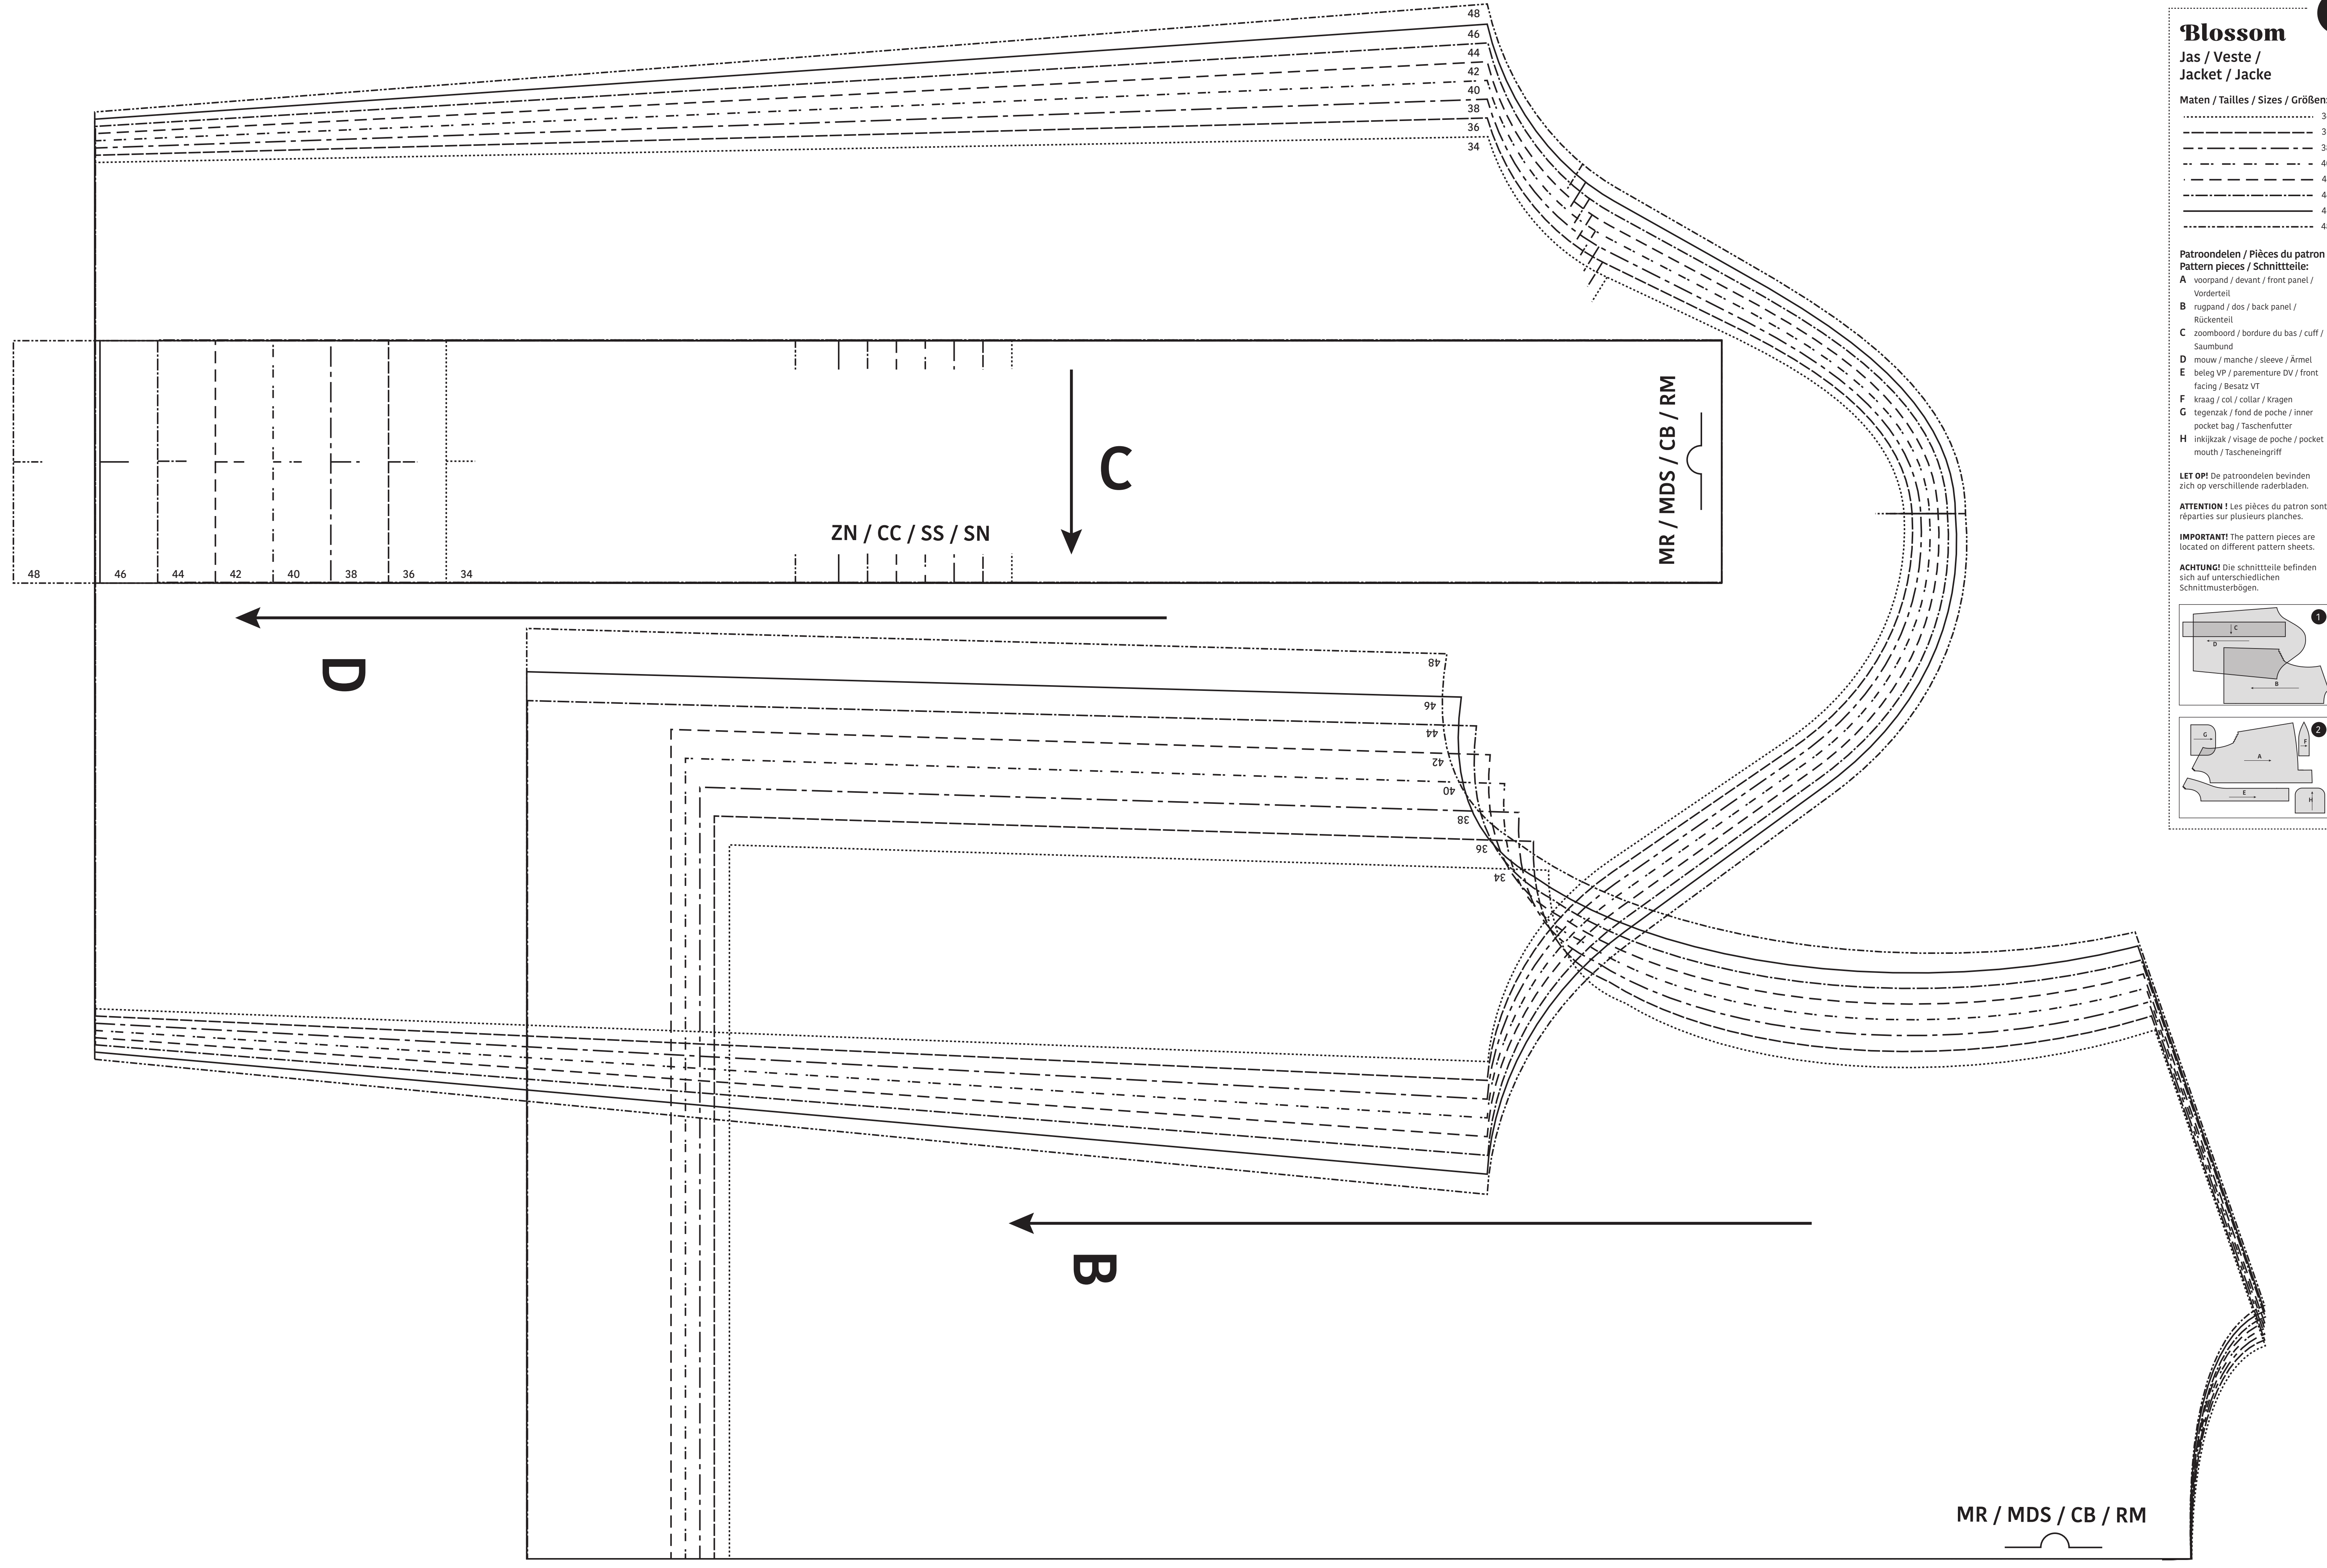 48
46
44
42
40
38
36
34
C
MR / MDS / CB / RM
ZN / CC / SS / SN
48
46
44
42
40
38
36
34
D
48
46
44
42
40
38
36
34
B
MR / MDS / CB / RM
Blossom
Jas / Veste /
Jacket / Jacke
Maten / Tailles / Sizes / Größen:
Patroondelen / Pièces du patron
Pattern pieces / Schnittteile:
A voorpand / devant / front panel /
Vorderteil
B rugpand / dos / back panel /
Rückenteil
C zoomboord / bordure du bas / cuff /
Saumbund
D mouw / manche / sleeve / Ärmel
E beleg VP / parementure DV / front
facing / Besatz VT
F kraag / col / collar / Kragen
G tegenzak / fond de poche / inner
pocket bag / Taschenfutter
H inkijkzak / visage de poche / pocket
mouth / Tascheneingriff
LET OP! De patroondelen bevinden
zich op verschillende raderbladen.
ATTENTION ! Les pièces du patron sont
réparties sur plusieurs planches.
IMPORTANT! The pattern pieces are
located on different pattern sheets.
ACHTUNG! Die schnittteile befinden
sich auf unterschiedlichen
Schnittmusterbögen.
1
C
D
B
2
G
F
A
E
H